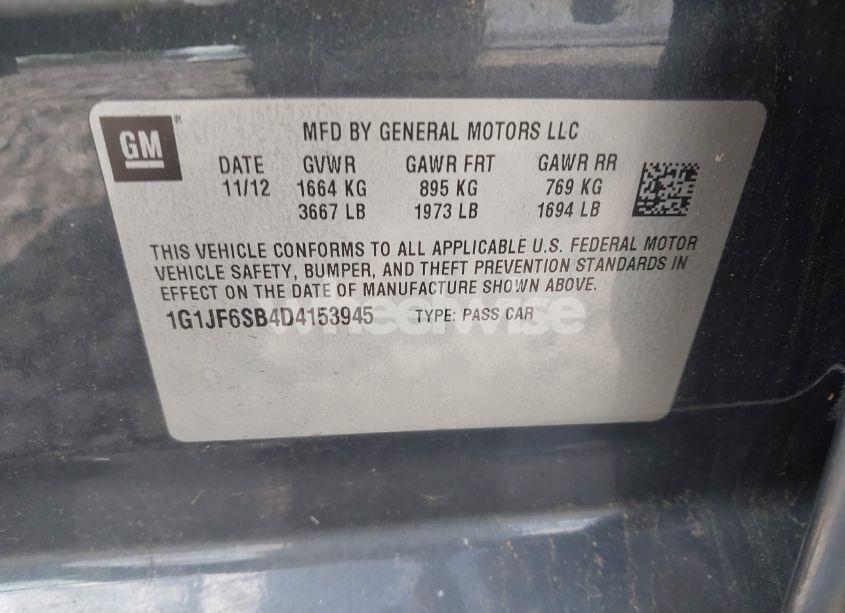 GM
MFD BY GENERAL MOTORS LLC
DATE GVWR GAWR FRT GAWR RR
11/12 1664 KG 895 KG 769 KG
3667 LB 1973 LB 1694 LB
THIS VEHICLE CONFORMS TO ALL APPLICABLE U.S. FEDERAL MOTOR
VEHICLE SAFETY, BUMPER, AND THEFT PREVENTION STANDARDS IN
EFFECT ON THE DATE OF MANUFACTURE SHOWN ABOVE.
1G1JF6SB4D4153945 TYPE: PASS CAR
Wheelwise